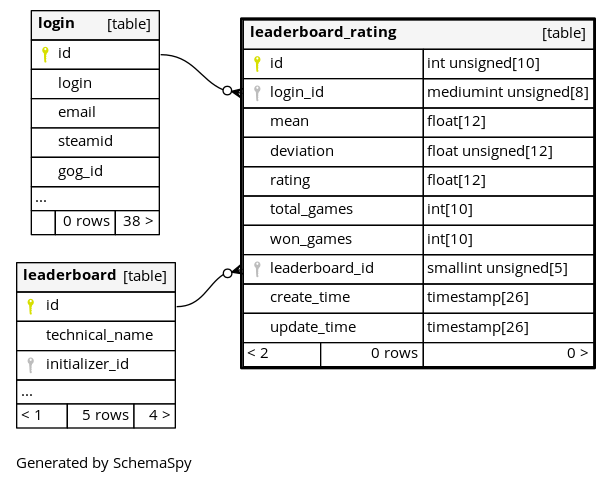 login [table]
id
login
email
steamid
gog_id
...
0 rows 38 >
leaderboard [table]
id
technical_name
initializer_id
...
< 1 5 rows 4 >
leaderboard_rating [table]
id int unsigned[10]
login_id mediumint unsigned[8]
mean float[12]
deviation float unsigned[12]
rating float[12]
total_games int[10]
won_games int[10]
leaderboard_id smallint unsigned[5]
create_time timestamp[26]
update_time timestamp[26]
< 2 0 rows 0 >
Generated by SchemaSpy